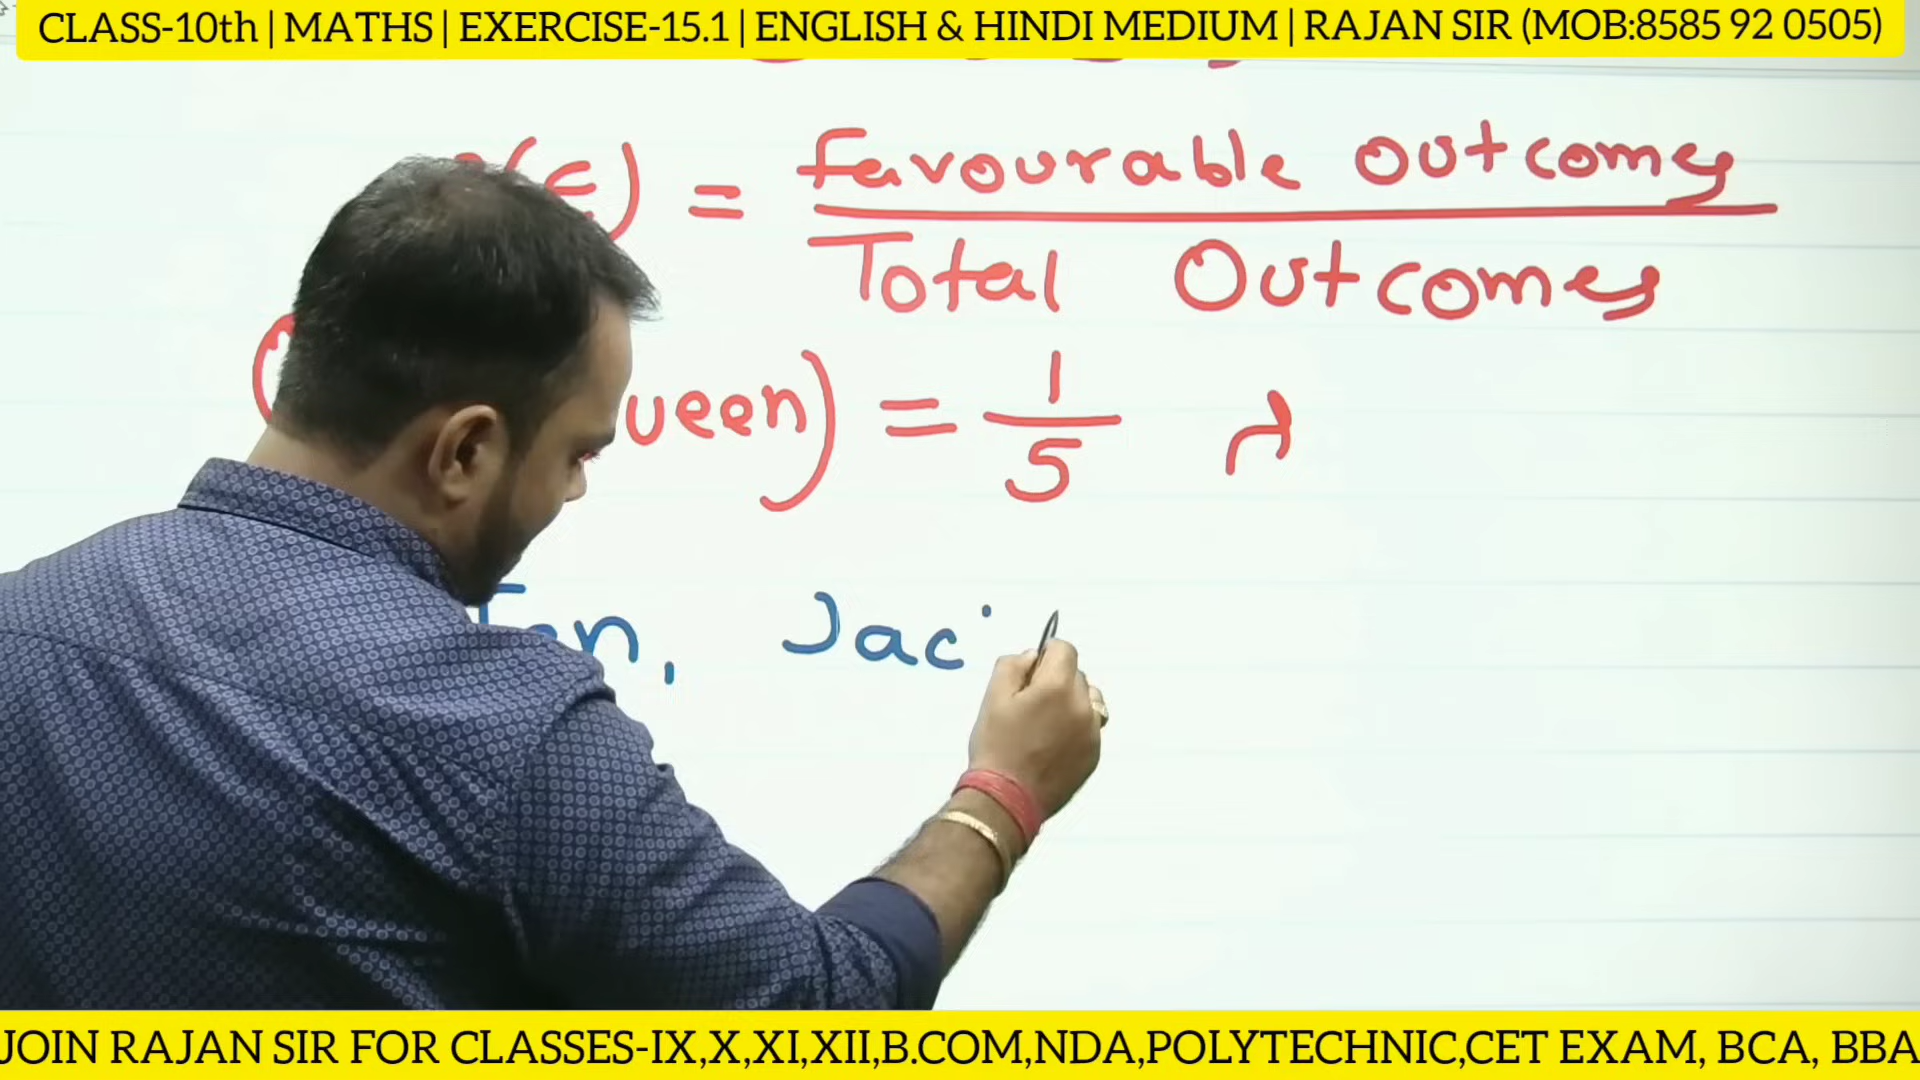 CLASS-10th | MATHS | EXERCISE-15.1 | ENGLISH & HINDI MEDIUM | RAJAN SIR (MOB:8585 92 0505)
(E) = favourable outcomes
Total Outcomes
ueen) = 1/5
Ten, Jac
JOIN RAJAN SIR FOR CLASSES-IX,X,XI,XII,B.COM,NDA,POLYTECHNIC,CET EXAM, BCA, BBA